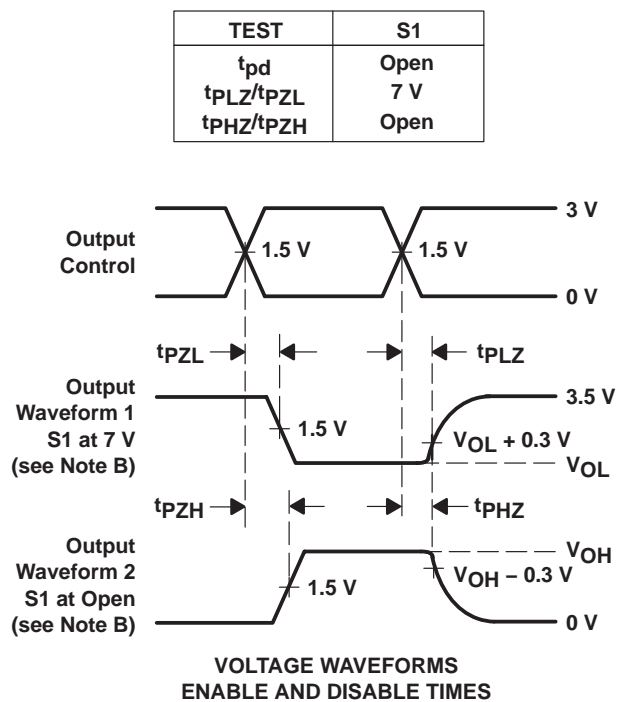 TEST S1
tpd Open
tPLZ/tPZL 7 V
tPHZ/tPZH Open
3 V
Output
Control
1.5 V 1.5 V
0 V
tPZL tPLZ
Output
Waveform 1
S1 at 7 V
(see Note B)
3.5 V
1.5 V
VOL + 0.3 V
VOL
tPZH tPHZ
Output
Waveform 2
S1 at Open
(see Note B)
VOH
VOH – 0.3 V
1.5 V
0 V
VOLTAGE WAVEFORMS
ENABLE AND DISABLE TIMES